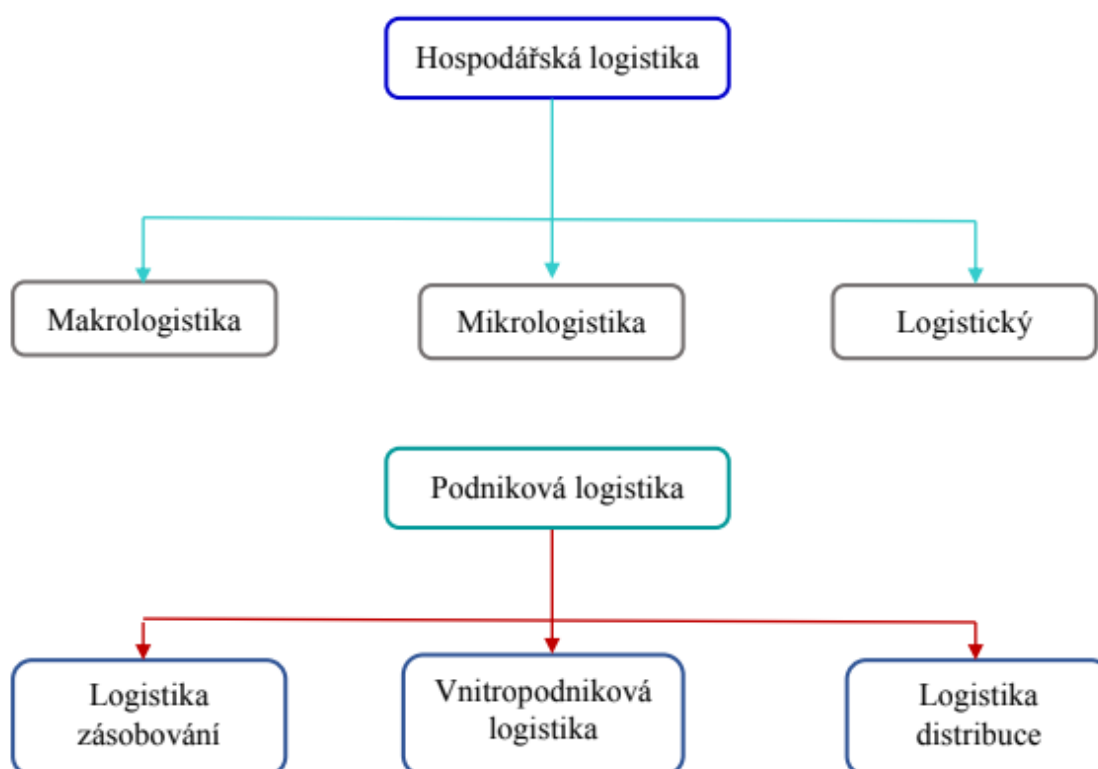 Hospodářská logistika
Makrologistika
Mikrologistika
Logistický
Podniková logistika
Logistika
zásobování
Vnitropodniková
logistika
Logistika
distribuce